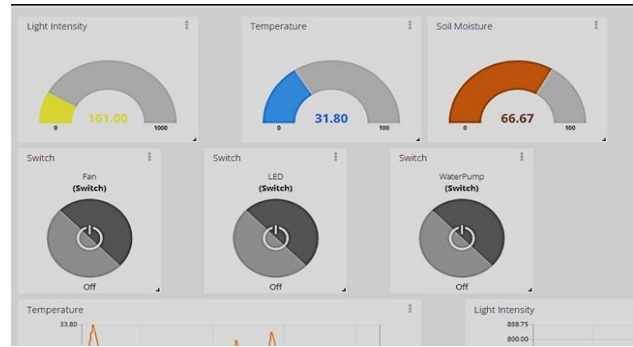 Light Intensity
161.00
0 1000
Temperature
31.80
0 100
Soil Moisture
66.67
0 100
Switch
Fan
(Switch)
Off
Switch
LED
(Switch)
Off
Switch
WaterPump
(Switch)
Off
Temperature
33.80
Light Intensity
888.75
800.00